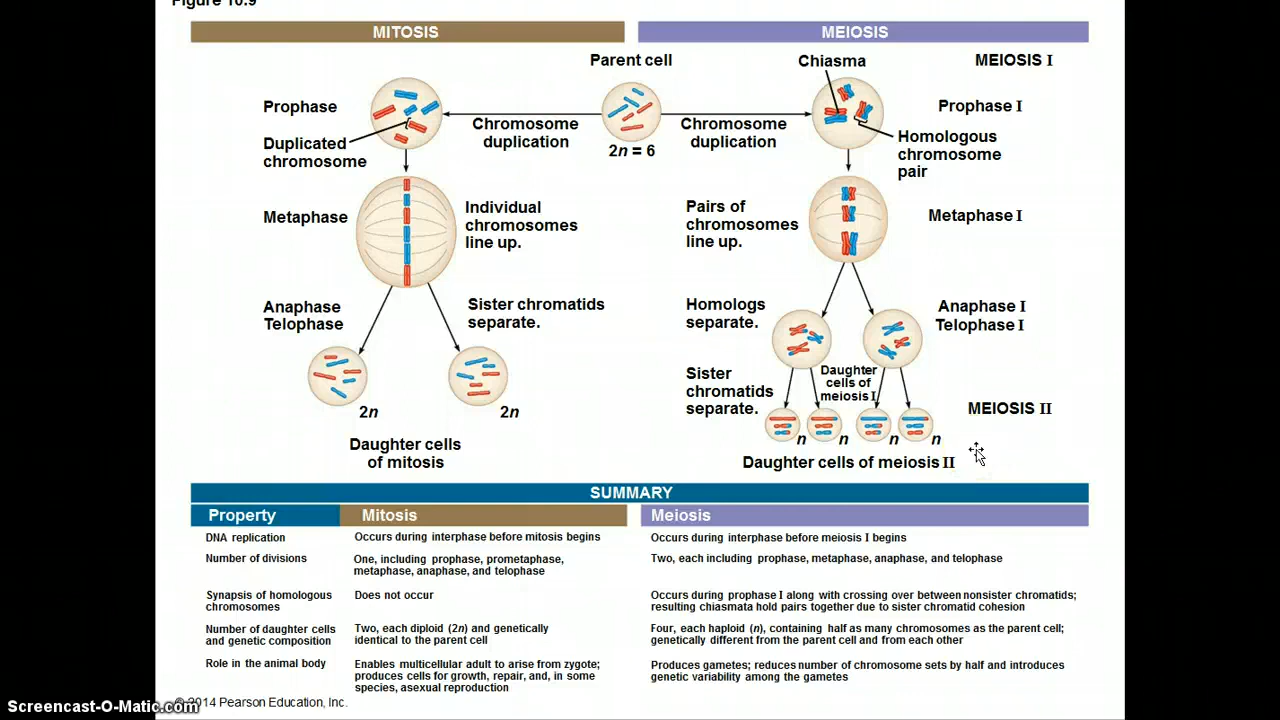 Figure 10.9
MITOSIS
MEIOSIS
Parent cell
Chiasma
MEIOSIS I
Prophase
Duplicated
chromosome
Chromosome
duplication
2n = 6
Chromosome
duplication
Prophase I
Homologous
chromosome
pair
Metaphase
Individual
chromosomes
line up.
Pairs of
chromosomes
line up.
Metaphase I
Anaphase
Telophase
Sister chromatids
separate.
Homologs
separate.
Anaphase I
Telophase I
Sister
chromatids
separate.
Daughter
cells of
meiosis I
MEIOSIS II
2n
2n
n
n
n
n
Daughter cells
of mitosis
Daughter cells of meiosis II
SUMMARY
Property
Mitosis
Meiosis
DNA replication
Occurs during interphase before mitosis begins
Occurs during interphase before meiosis I begins
Number of divisions
One, including prophase, prometaphase,
metaphase, anaphase, and telophase
Two, each including prophase, metaphase, anaphase, and telophase
Synapsis of homologous
chromosomes
Does not occur
Occurs during prophase I along with crossing over between nonsister chromatids;
resulting chiasmata hold pairs together due to sister chromatid cohesion
Number of daughter cells
and genetic composition
Two, each diploid (2n) and genetically
identical to the parent cell
Four, each haploid (n), containing half as many chromosomes as the parent cell;
genetically different from the parent cell and from each other
Role in the animal body
Enables multicellular adult to arise from zygote;
produces cells for growth, repair, and, in some
species, asexual reproduction
Produces gametes; reduces number of chromosome sets by half and introduces
genetic variability among the gametes
© 2014 Pearson Education, Inc.
Screencast-O-Matic.com